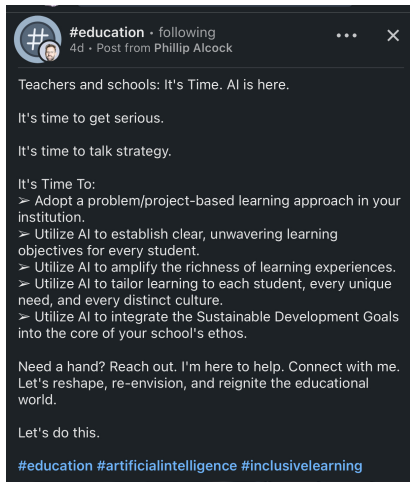 #education • following
4d • Post from Phillip Alcock
Teachers and schools: It's Time. AI is here.
It's time to get serious.
It's time to talk strategy.
It's Time To:
➢ Adopt a problem/project-based learning approach in your
institution.
➢ Utilize AI to establish clear, unwavering learning
objectives for every student.
➢ Utilize AI to amplify the richness of learning experiences.
➢ Utilize AI to tailor learning to each student, every unique
need, and every distinct culture.
➢ Utilize AI to integrate the Sustainable Development Goals
into the core of your school's ethos.
Need a hand? Reach out. I'm here to help. Connect with me.
Let's reshape, re-envision, and reignite the educational
world.
Let's do this.
#education #artificialintelligence #inclusivelearning